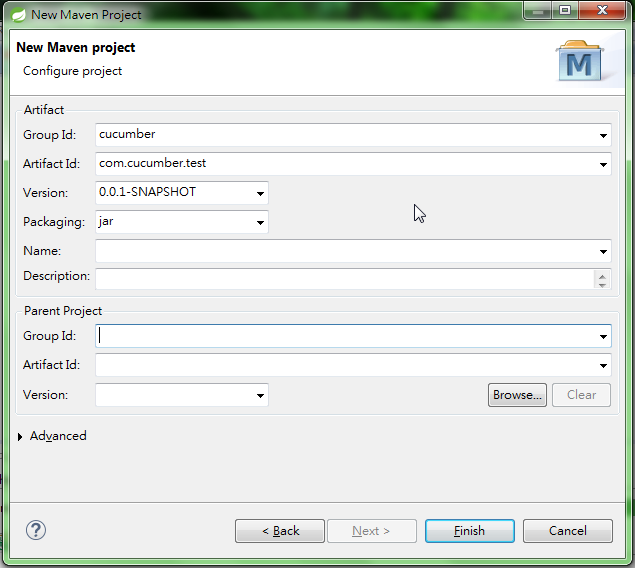 New Maven Project
New Maven project
Configure project
M
Artifact
Group Id: cucumber
Artifact Id: com.cucumber.test
Version: 0.0.1-SNAPSHOT
Packaging: jar
Name:
Description:
Parent Project
Group Id:
Artifact Id:
Version: Browse... Clear
Advanced
? < Back Next > Finish Cancel